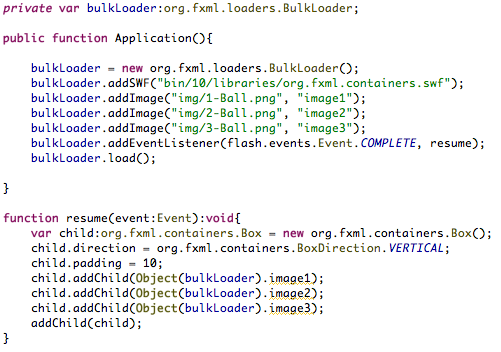 private var bulkLoader:org.fxml.loaders.BulkLoader;
public function Application(){
bulkLoader = new org.fxml.loaders.BulkLoader();
bulkLoader.addSWF("bin/10/libraries/org.fxml.containers.swf");
bulkLoader.addImage("img/1-Ball.png", "image1");
bulkLoader.addImage("img/2-Ball.png", "image2");
bulkLoader.addImage("img/3-Ball.png", "image3");
bulkLoader.addEventListener(flash.events.Event.COMPLETE, resume);
bulkLoader.load();
}
function resume(event:Event):void{
var child:org.fxml.containers.Box = new org.fxml.containers.Box();
child.direction = org.fxml.containers.BoxDirection.VERTICAL;
child.padding = 10;
child.addChild(Object(bulkLoader).image1);
child.addChild(Object(bulkLoader).image2);
child.addChild(Object(bulkLoader).image3);
addChild(child);
}